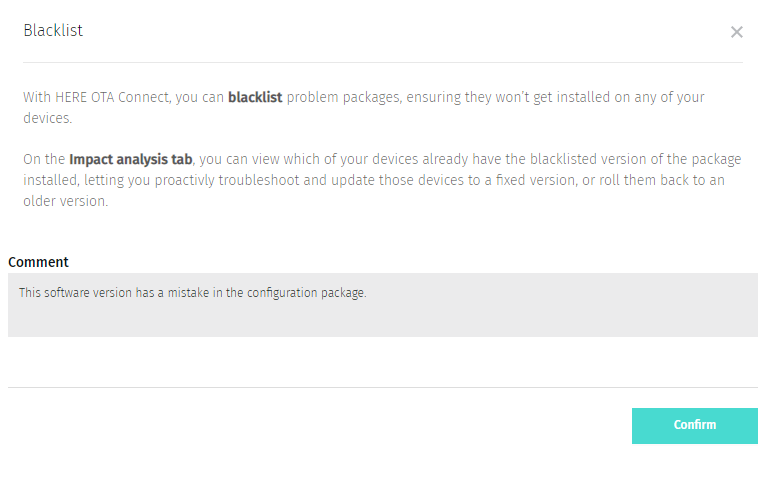 Blacklist
With HERE OTA Connect, you can blacklist problem packages, ensuring they won't get installed on any of your
devices.
On the Impact analysis tab, you can view which of your devices already have the blacklisted version of the package
installed, letting you proactivly troubleshoot and update those devices to a fixed version, or roll them back to an
older version.
Comment
This software version has a mistake in the configuration package.
Confirm